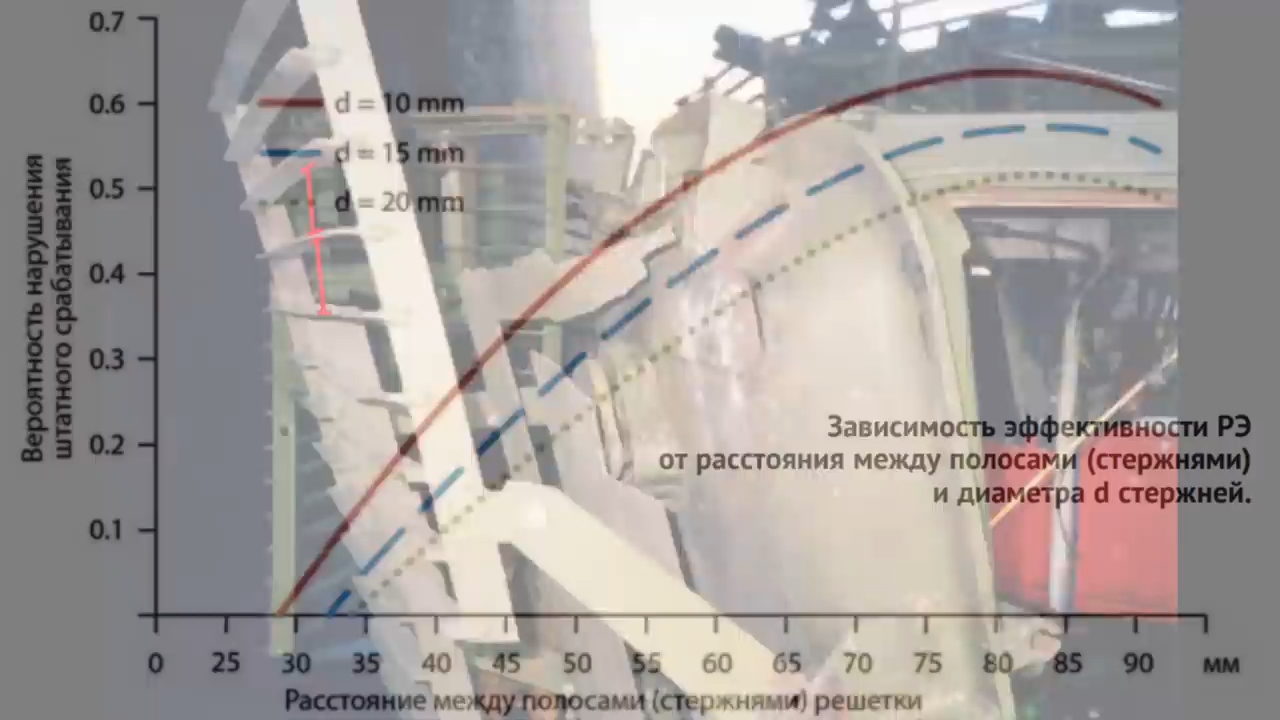 0.7
0.6
0.5
0.4
0.3
0.2
0.1
Вероятность нарушения
штатного срабатывания
d = 10 mm
d = 15 mm
d = 20 mm
Зависимость эффективности РЭ
от расстояния между полосами (стержнями)
и диаметра d стержней.
0 25 30 35 40 45 50 55 60 65 70 75 80 85 90 мм
Расстояние между полосами (стержнями) решетки